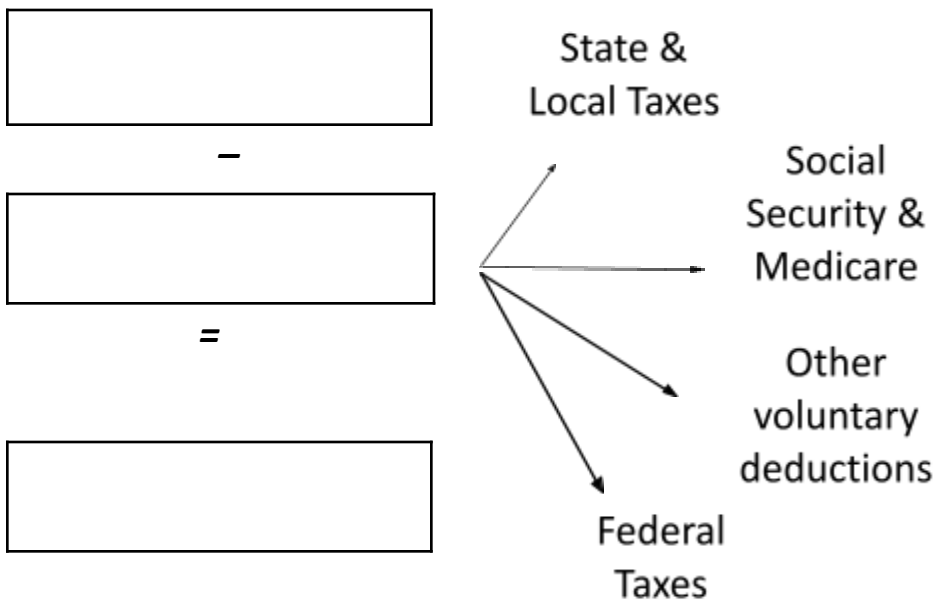 State &
Local Taxes
–
Social
Security &
Medicare
=
Other
voluntary
deductions
Federal
Taxes